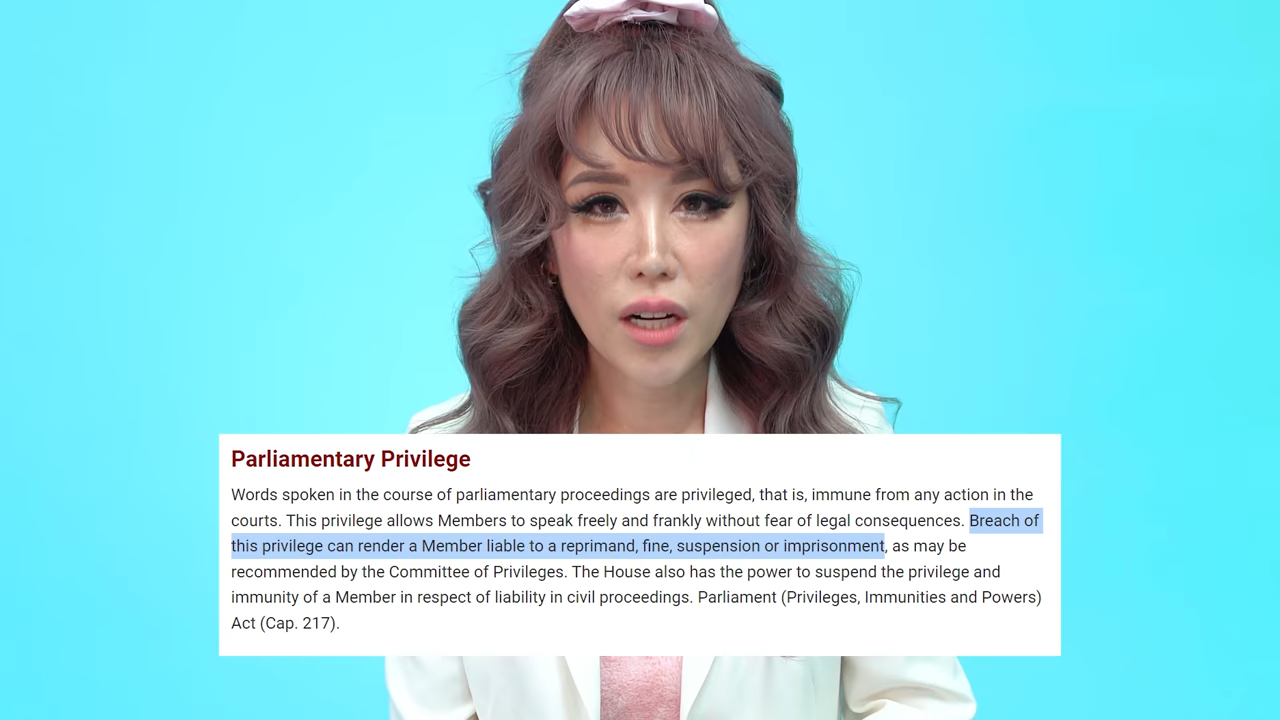 Parliamentary Privilege
Words spoken in the course of parliamentary proceedings are privileged, that is, immune from any action in the
courts. This privilege allows Members to speak freely and frankly without fear of legal consequences. Breach of
this privilege can render a Member liable to a reprimand, fine, suspension or imprisonment, as may be
recommended by the Committee of Privileges. The House also has the power to suspend the privilege and
immunity of a Member in respect of liability in civil proceedings. Parliament (Privileges, Immunities and Powers)
Act (Cap. 217).